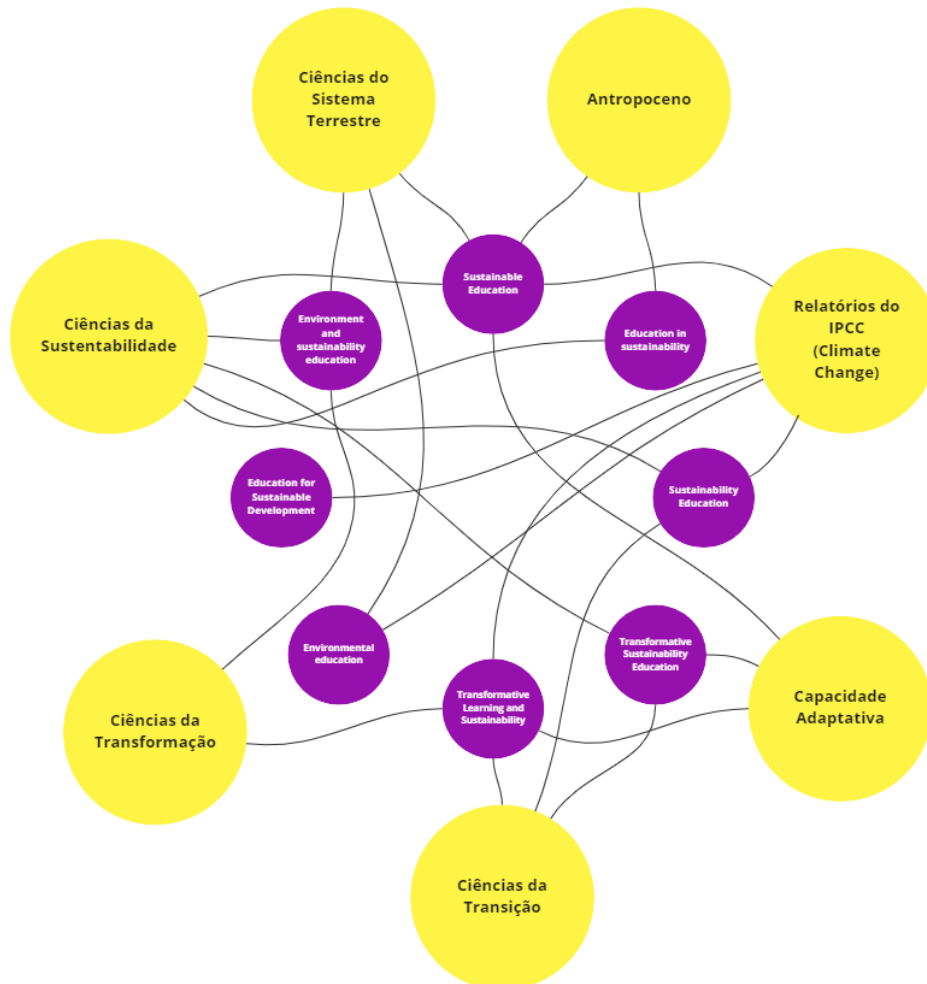 Ciências do
Sistema
Terrestre
Antropoceno
Sustainable
Education
Ciências da
Sustentabilidade
Environment
and
sustainability
education
Education in
sustainability
Relatórios do
IPCC
(Climate
Change)
Education for
Sustainable
Development
Sustainability
Education
Environmental
education
Transformative
Sustainability
Education
Ciências da
Transformação
Transformative
Learning and
Sustainability
Capacidade
Adaptativa
Ciências da
Transição